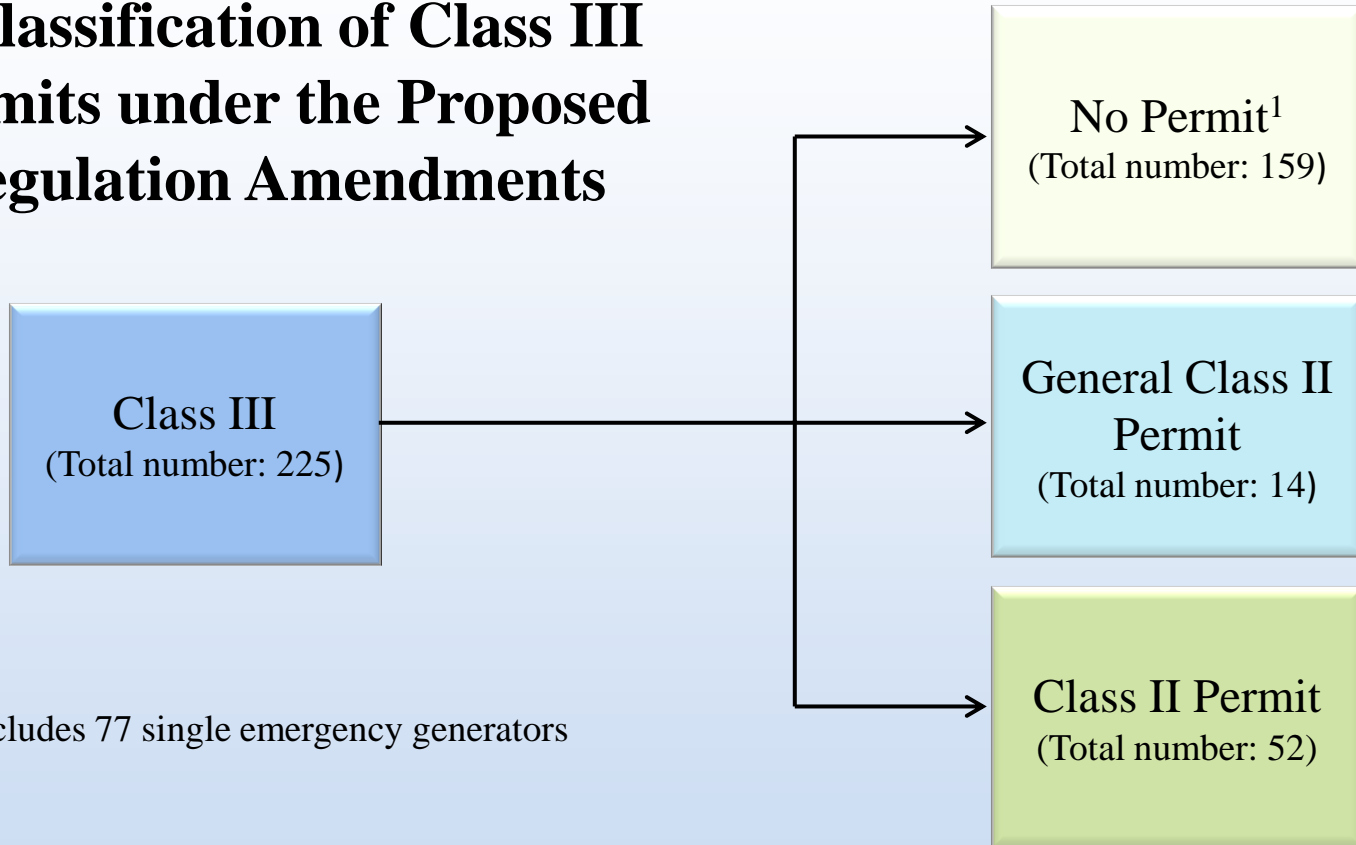 lassification of Class III
mits under the Proposed
egulation Amendments
No Permit¹
(Total number: 159)
Class III
(Total number: 225)
General Class II
Permit
(Total number: 14)
Class II Permit
(Total number: 52)
cludes 77 single emergency generators